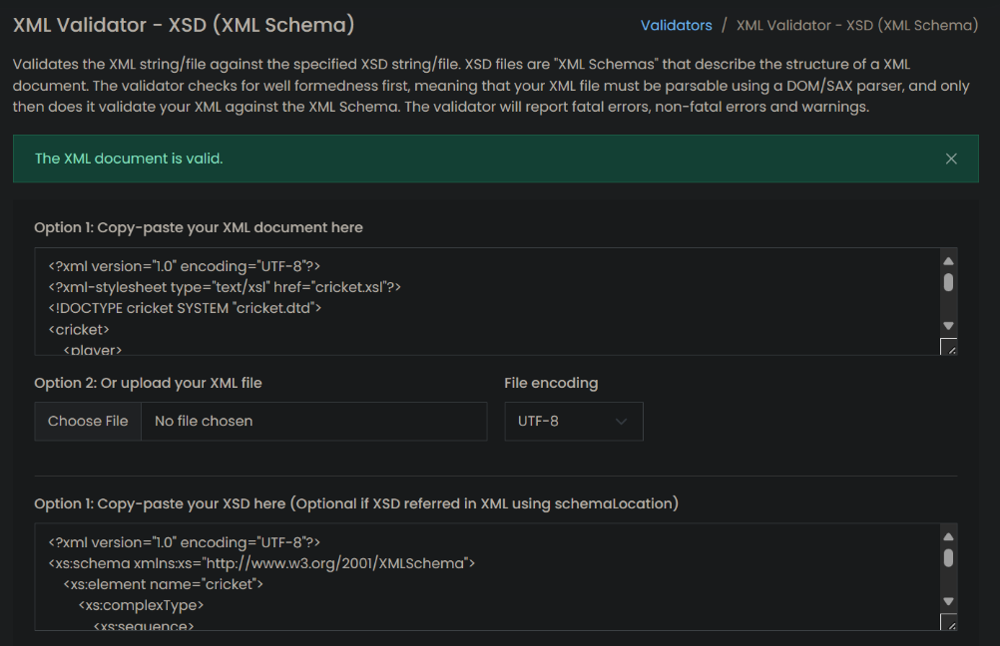 XML Validator - XSD (XML Schema)
Validators / XML Validator - XSD (XML Schema)
Validates the XML string/file against the specified XSD string/file. XSD files are "XML Schemas" that describe the structure of a XML
document. The validator checks for well formedness first, meaning that your XML file must be parsable using a DOM/SAX parser, and only
then does it validate your XML against the XML Schema. The validator will report fatal errors, non-fatal errors and warnings.
The XML document is valid.
Option 1: Copy-paste your XML document here
<?xml version="1.0" encoding="UTF-8"?>
<?xml-stylesheet type="text/xsl" href="cricket.xsl"?>
<!DOCTYPE cricket SYSTEM "cricket.dtd">
<cricket>
<player>
Option 2: Or upload your XML file
File encoding
Choose File No file chosen
UTF-8
Option 1: Copy-paste your XSD here (Optional if XSD referred in XML using schemaLocation)
<?xml version="1.0" encoding="UTF-8"?>
<xs:schema xmlns:xs="http://www.w3.org/2001/XMLSchema">
<xs:element name="cricket">
<xs:complexType>
<xs:sequence>